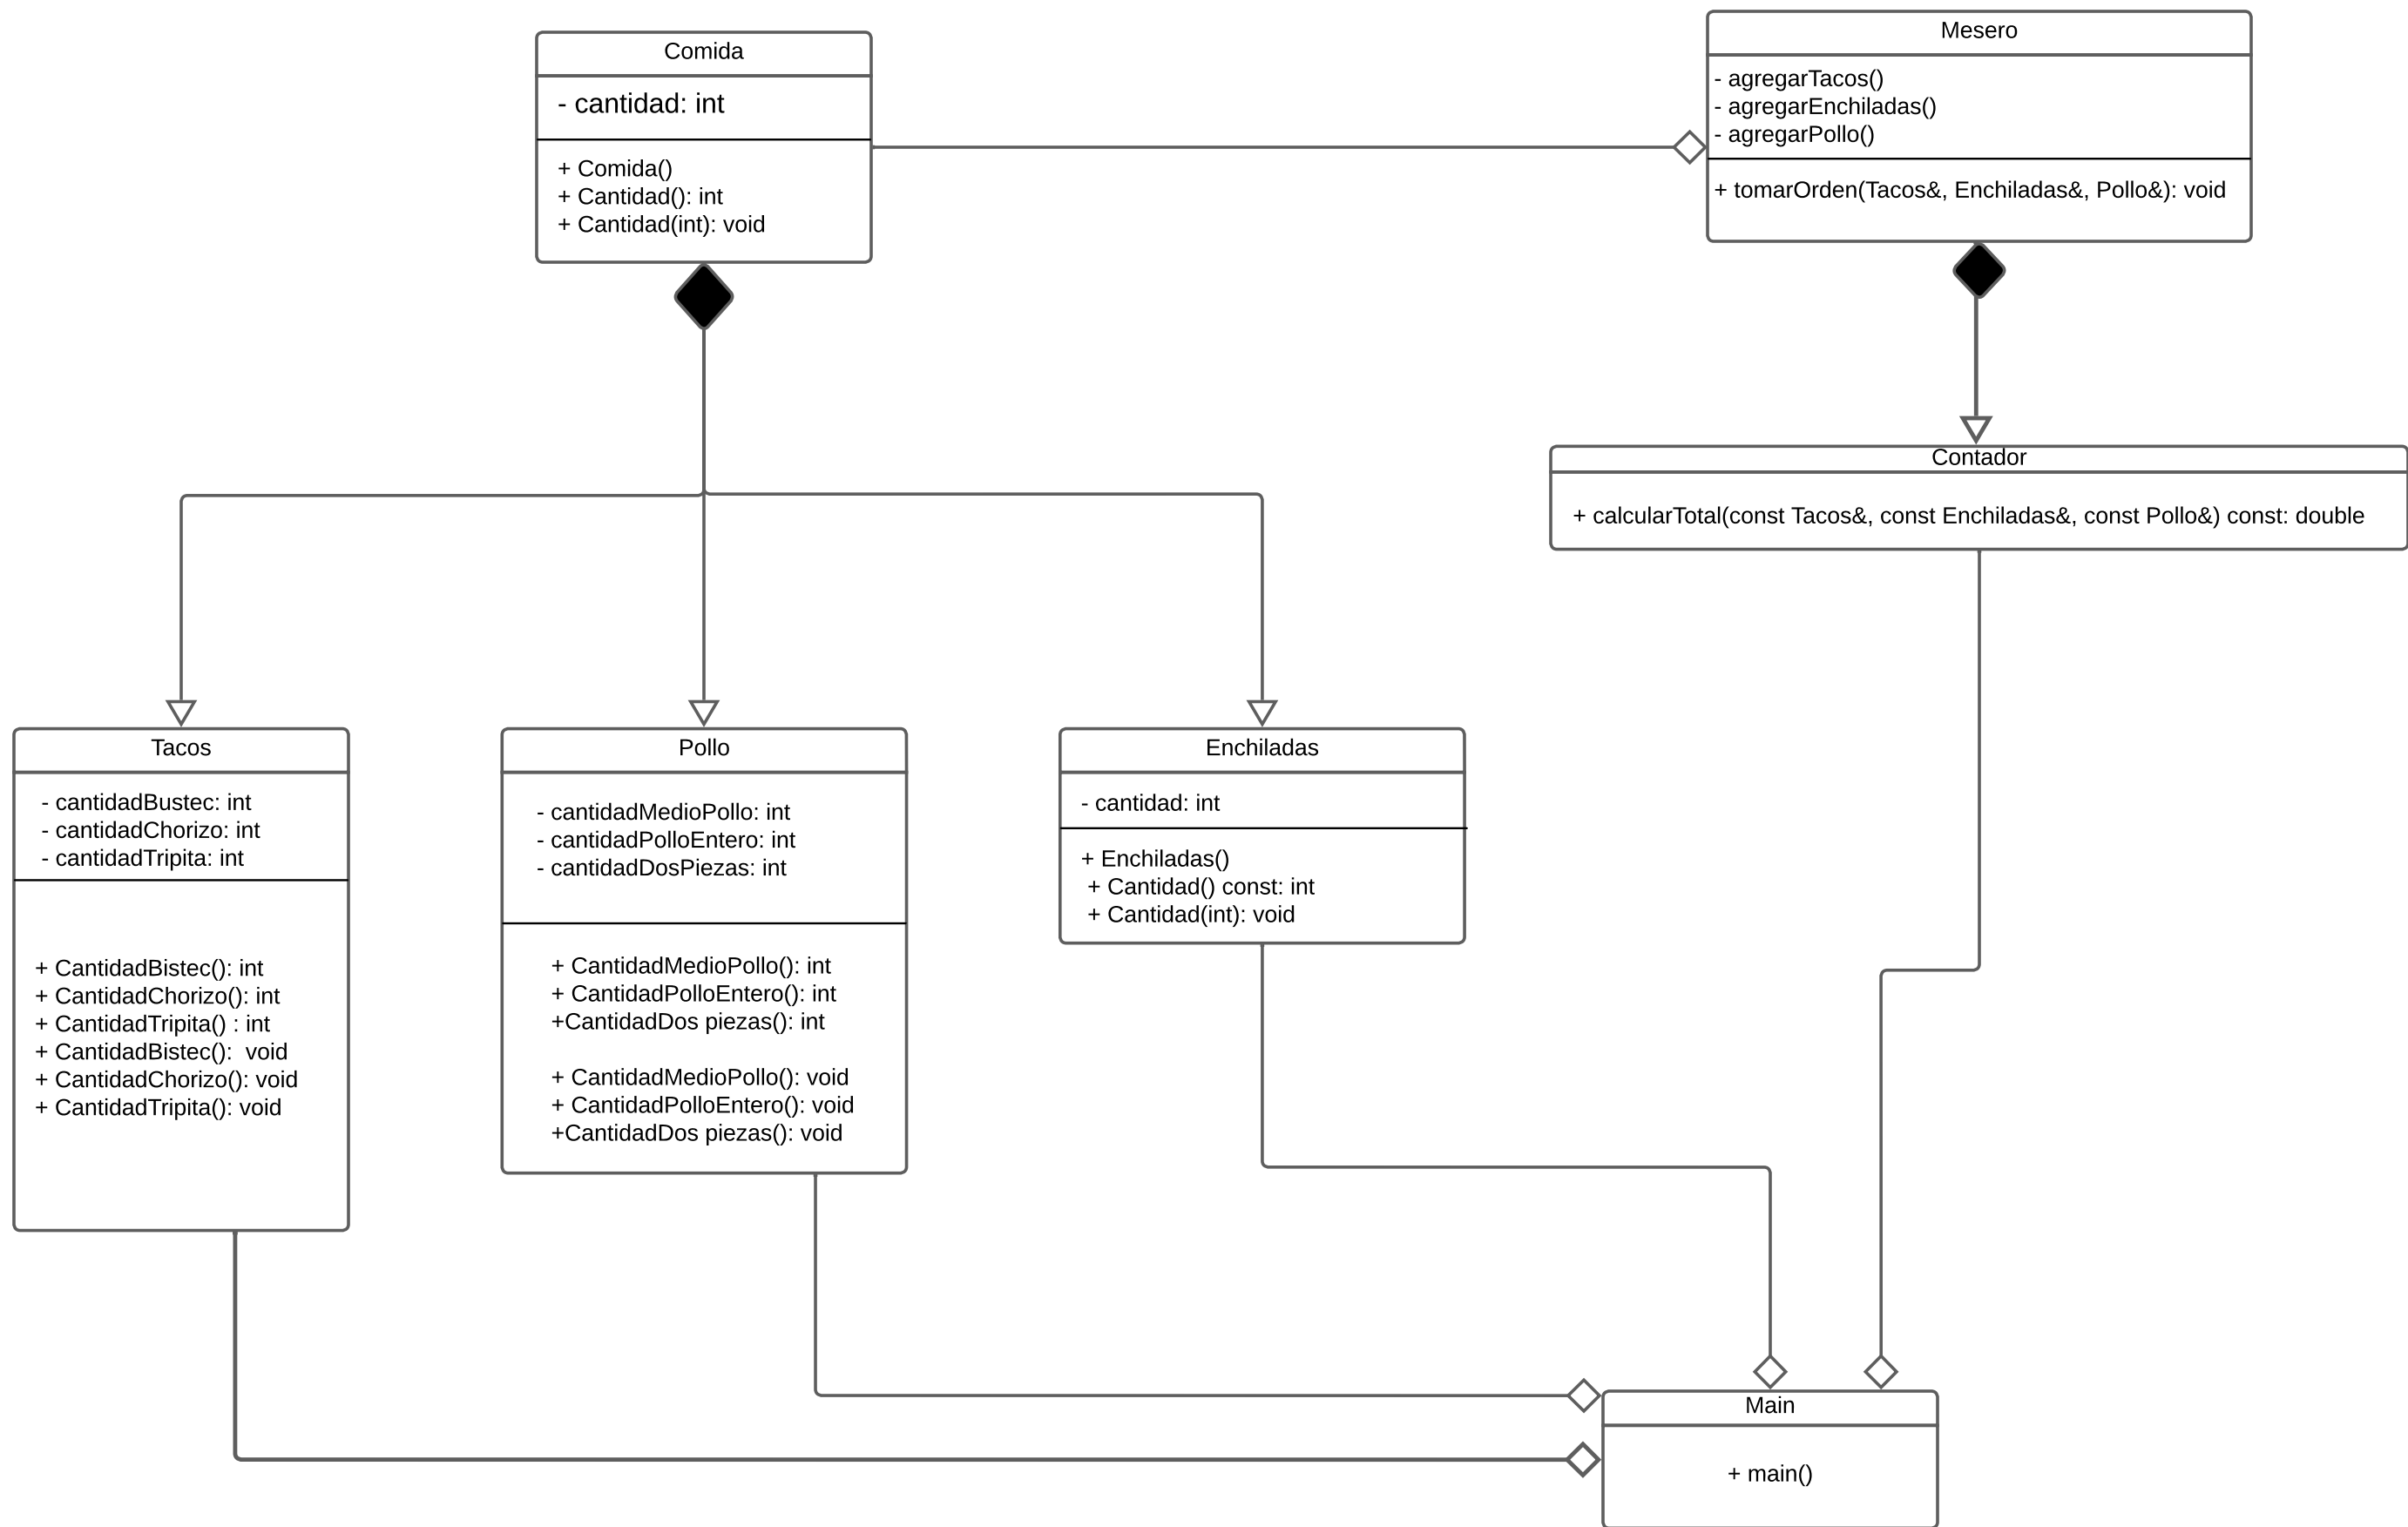 Comida
- cantidad: int
+ Comida()
+ Cantidad(): int
+ Cantidad(int): void
Mesero
- agregarTacos()
- agregarEnchiladas()
- agregarPollo()
+ tomarOrden(Tacos&, Enchiladas&, Pollo&): void
Contador
+ calcularTotal(const Tacos&, const Enchiladas&, const Pollo&) const: double
Tacos
- cantidadBustec: int
- cantidadChorizo: int
- cantidadTripita: int
+ CantidadBistec(): int
+ CantidadChorizo(): int
+ CantidadTripita() : int
+ CantidadBistec():  void
+ CantidadChorizo(): void
+ CantidadTripita(): void
Pollo
- cantidadMedioPollo: int
- cantidadPolloEntero: int
- cantidadDosPiezas: int
+ CantidadMedioPollo(): int
+ CantidadPolloEntero(): int
+CantidadDos piezas(): int
+ CantidadMedioPollo(): void
+ CantidadPolloEntero(): void
+CantidadDos piezas(): void
Enchiladas
- cantidad: int
+ Enchiladas()
+ Cantidad() const: int
+ Cantidad(int): void
Main
+ main()